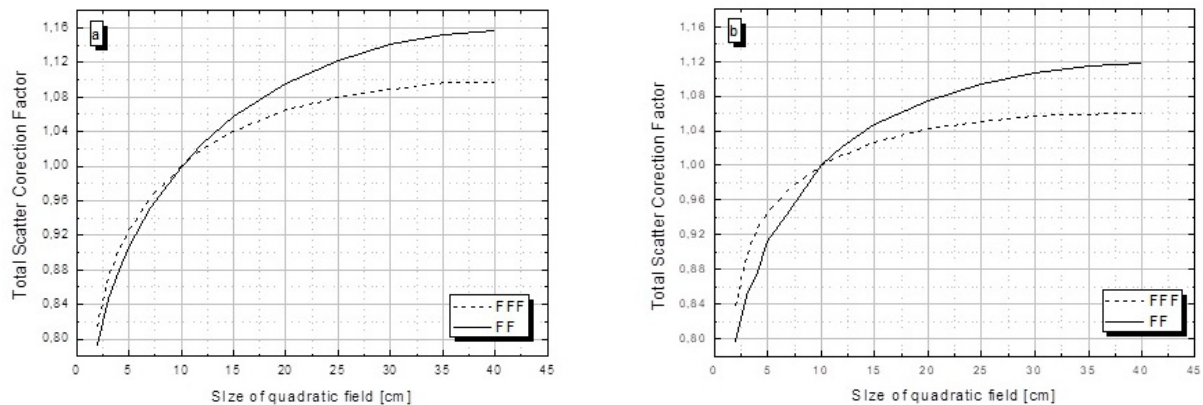 a
1,16
1,12
1,08
1,04
1,00
0,96
0,92
0,88
0,84
0,80
Total Scatter Corection Factor
0 5 10 15 20 25 30 35 40 45
SIze of quadratic field [cm]
FFF
FF
b
1,16
1,12
1,08
1,04
1,00
0,96
0,92
0,88
0,84
0,80
Total Scatter Corection Factor
0 5 10 15 20 25 30 35 40 45
SIze of quadratic field [cm]
FFF
FF